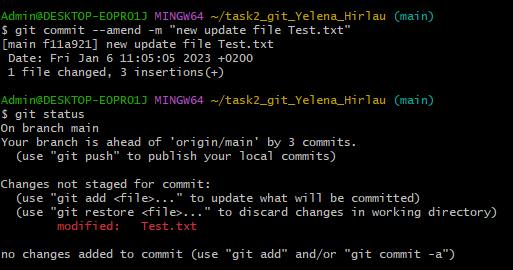 Admin@DESKTOP-EOPRO1J MINGW64 ~/task2_git_Yelena_Hirlau (main)
$ git commit --amend -m "new update file Test.txt"
[main f11a921] new update file Test.txt
 Date: Fri Jan 6 11:05:05 2023 +0200
 1 file changed, 3 insertions(+)

Admin@DESKTOP-EOPRO1J MINGW64 ~/task2_git_Yelena_Hirlau (main)
$ git status
On branch main
Your branch is ahead of 'origin/main' by 3 commits.
  (use "git push" to publish your local commits)

Changes not staged for commit:
  (use "git add <file>..." to update what will be committed)
  (use "git restore <file>..." to discard changes in working directory)
        modified:   Test.txt

no changes added to commit (use "git add" and/or "git commit -a")